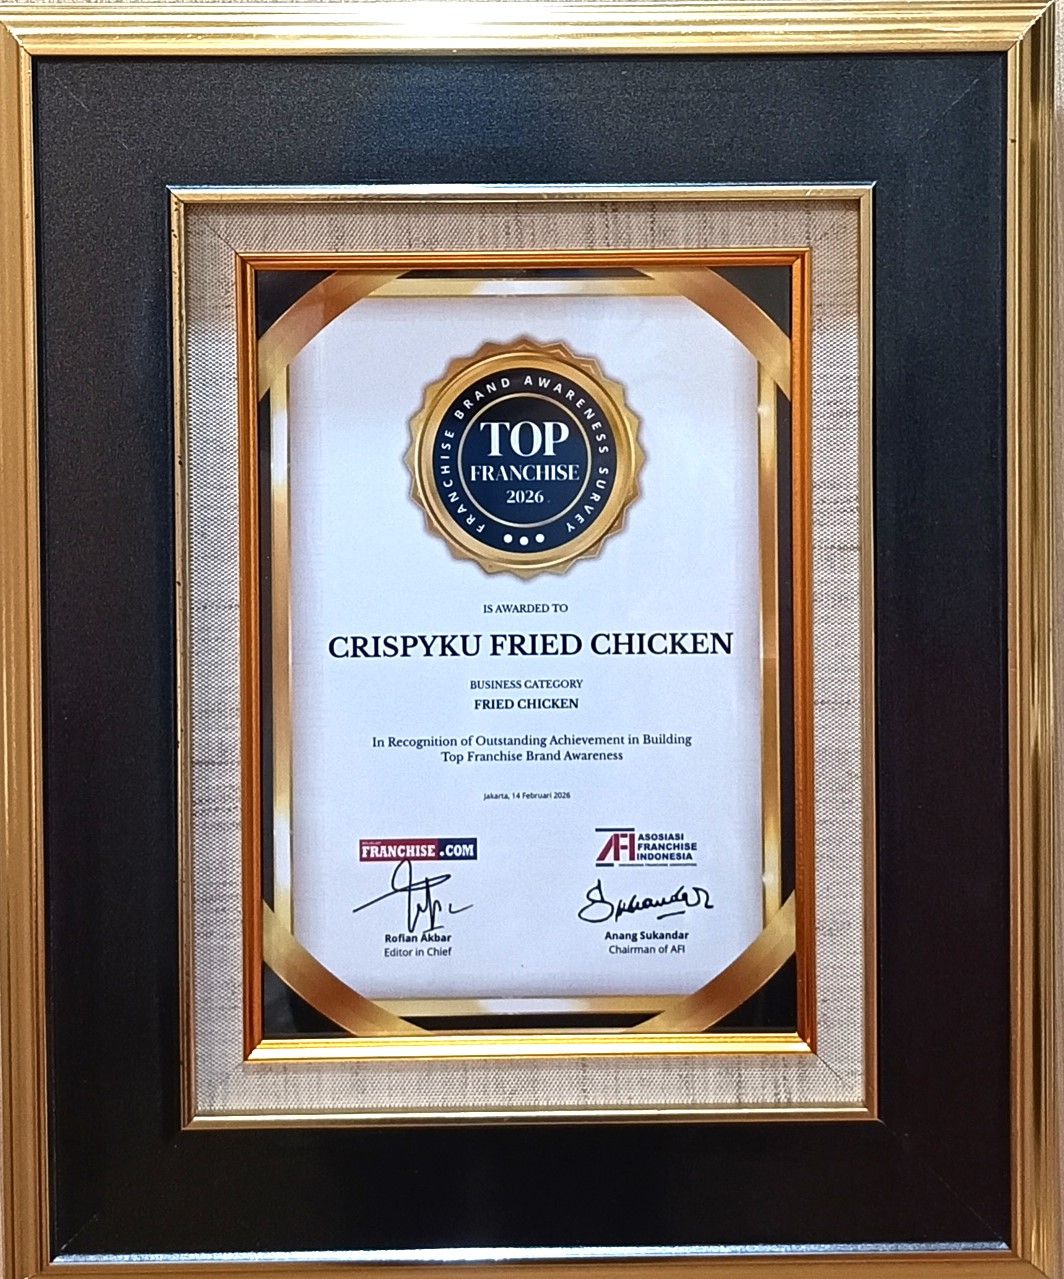 FRANCHISE BRAND AWARENESS SURVEY
TOP
FRANCHISE
2026
IS AWARDED TO
CRISPYKU FRIED CHICKEN
BUSINESS CATEGORY
FRIED CHICKEN
In Recognition of Outstanding Achievement in Building
Top Franchise Brand Awareness
Jakarta, 14 Februari 2026
FRANCHISE.COM
AFI ASOSIASI
FRANCHISE
INDONESIA
Rofian Akbar
Editor in Chief
Anang Sukandar
Chairman of AFI